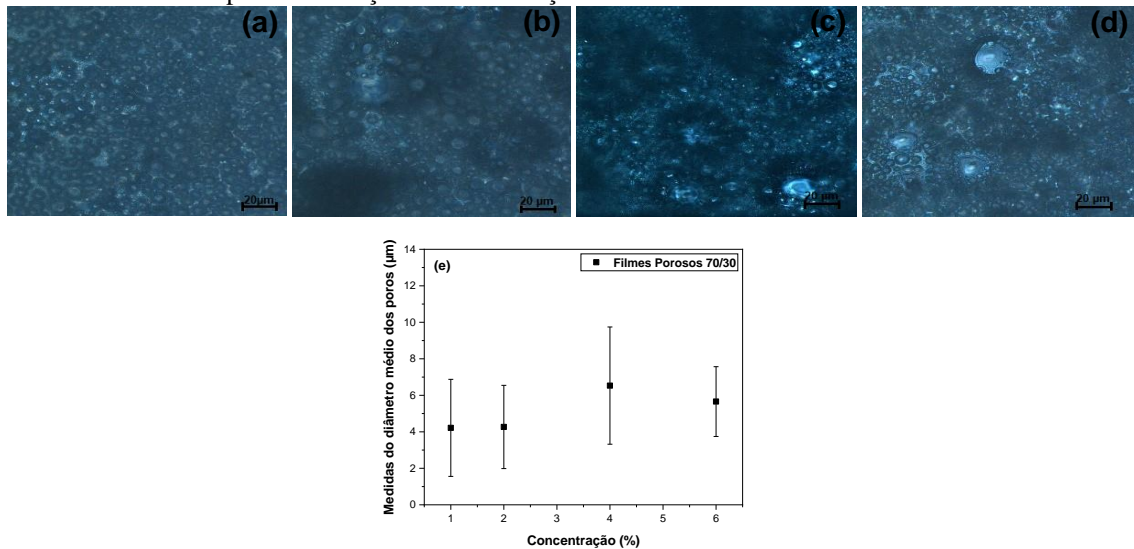 (a)
(b)
(c)
(d)
20µm
20 µm
20 µm
20 µm
(e)
Filmes Porosos 70/30
Medidas do diâmetro médio dos poros (µm)
14
12
10
8
6
4
2
0
1
2
3
4
5
6
Concentração (%)